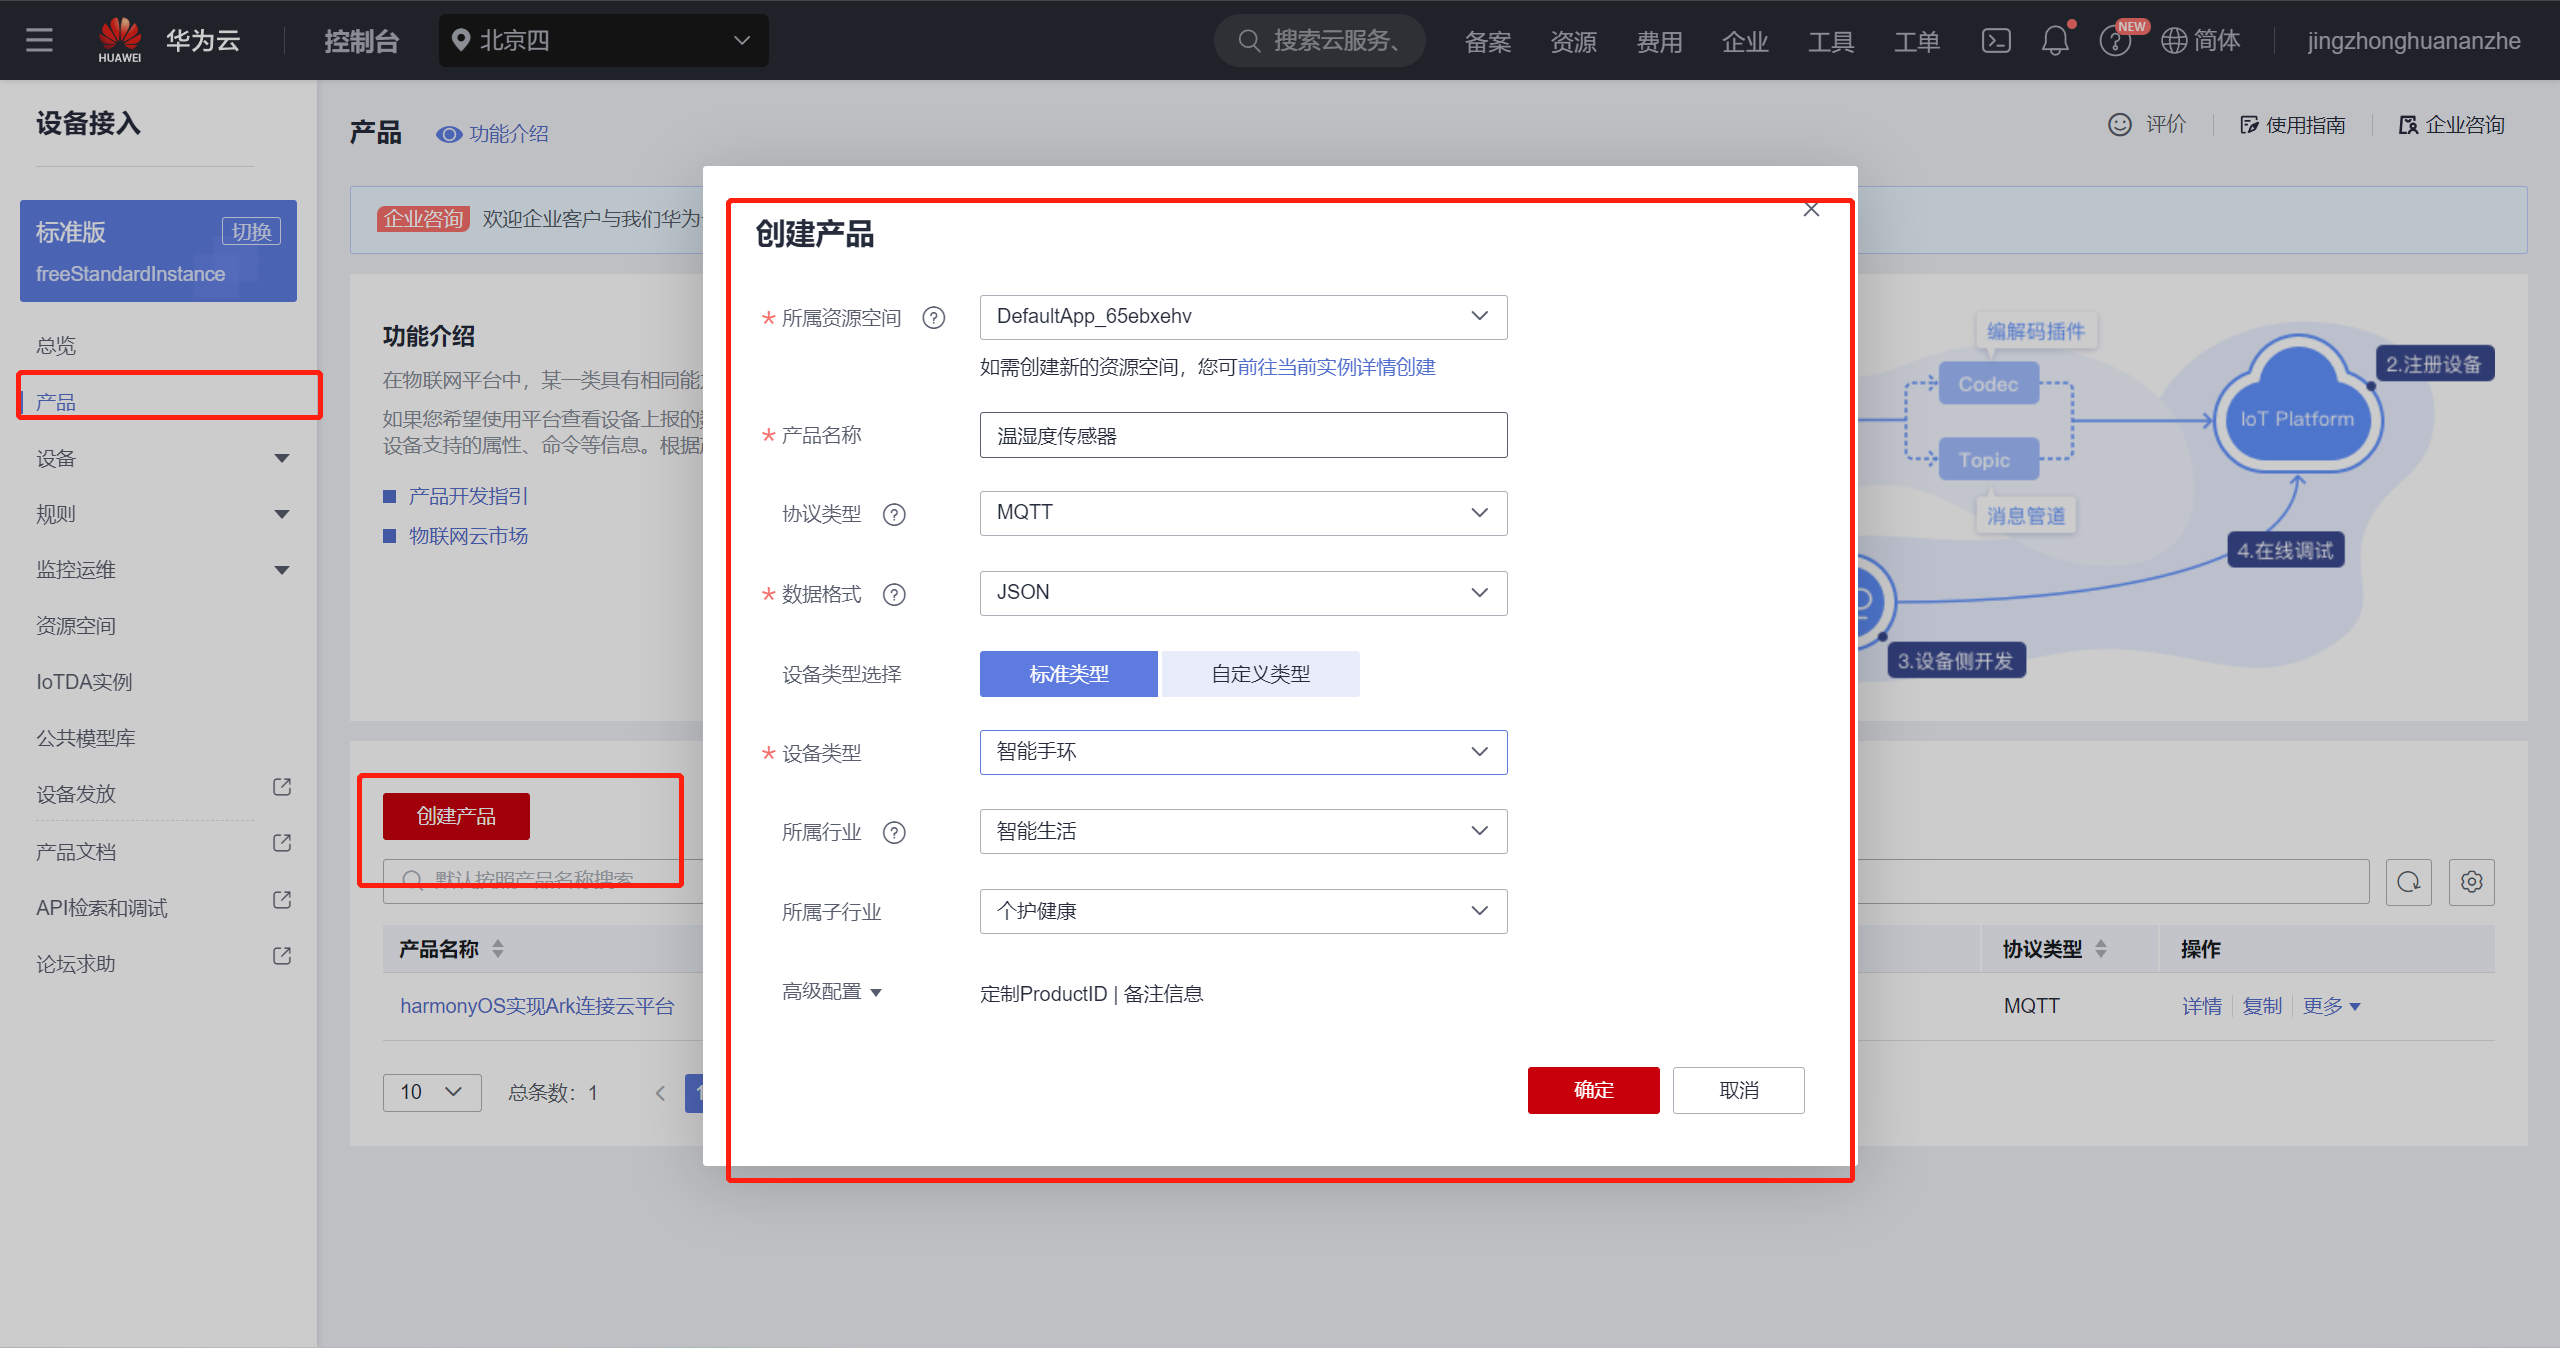 HUAWEI
华为云
控制台
北京四
搜索云服务、
备案
资源
费用
企业
工具
工单
NEW
简体
jingzhonghuananzhe
设备接入
标准版
切换
freeStandardInstance
总览
产品
设备
规则
监控运维
资源空间
IoTDA实例
公共模型库
设备发放
产品文档
API检索和调试
论坛求助
产品
功能介绍
评价
使用指南
企业咨询
企业咨询
欢迎企业客户与我们华为
功能介绍
在物联网平台中，某一类具有相同能
如果您希望使用平台查看设备上报的
设备支持的属性、命令等信息。根据
产品开发指引
物联网云市场
编解码插件
Codec
Topic
消息管道
IoT Platform
2.注册设备
4.在线调试
3.设备侧开发
创建产品
默认按照产品名称搜索
产品名称
协议类型
操作
harmonyOS实现Ark连接云平台
MQTT
详情
复制
更多
10
总条数：1
1
创建产品
* 所属资源空间
DefaultApp_65ebxehv
如需创建新的资源空间，您可前往当前实例详情创建
* 产品名称
温湿度传感器
协议类型
MQTT
* 数据格式
JSON
设备类型选择
标准类型
自定义类型
* 设备类型
智能手环
所属行业
智能生活
所属子行业
个护健康
高级配置
定制ProductID | 备注信息
确定
取消